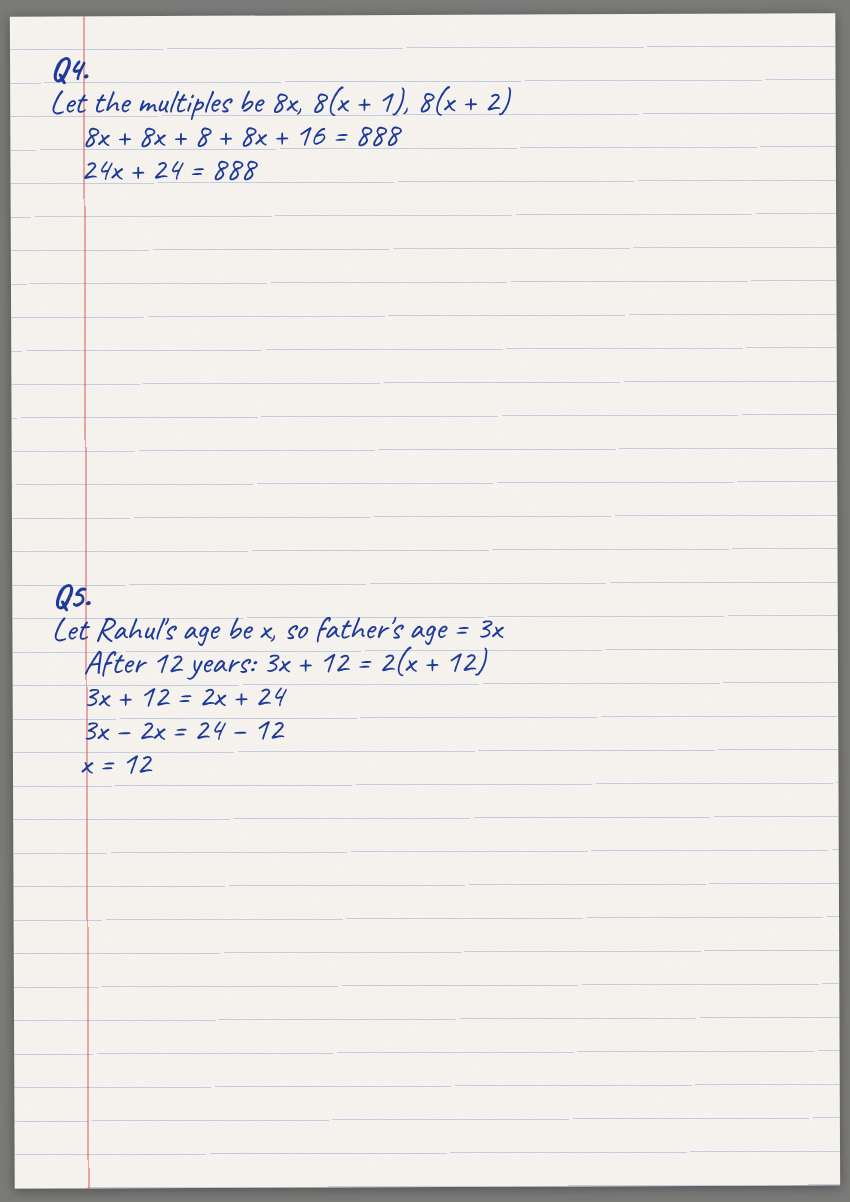 Q4.
Let the multiples be 8x, 8(x + 1), 8(x + 2)
8x + 8x + 8 + 8x + 16 = 888
24x + 24 = 888
Q5.
Let Rahul's age be x, so father's age = 3x
After 12 years: 3x + 12 = 2(x + 12)
3x + 12 = 2x + 24
3x − 2x = 24 − 12
x = 12